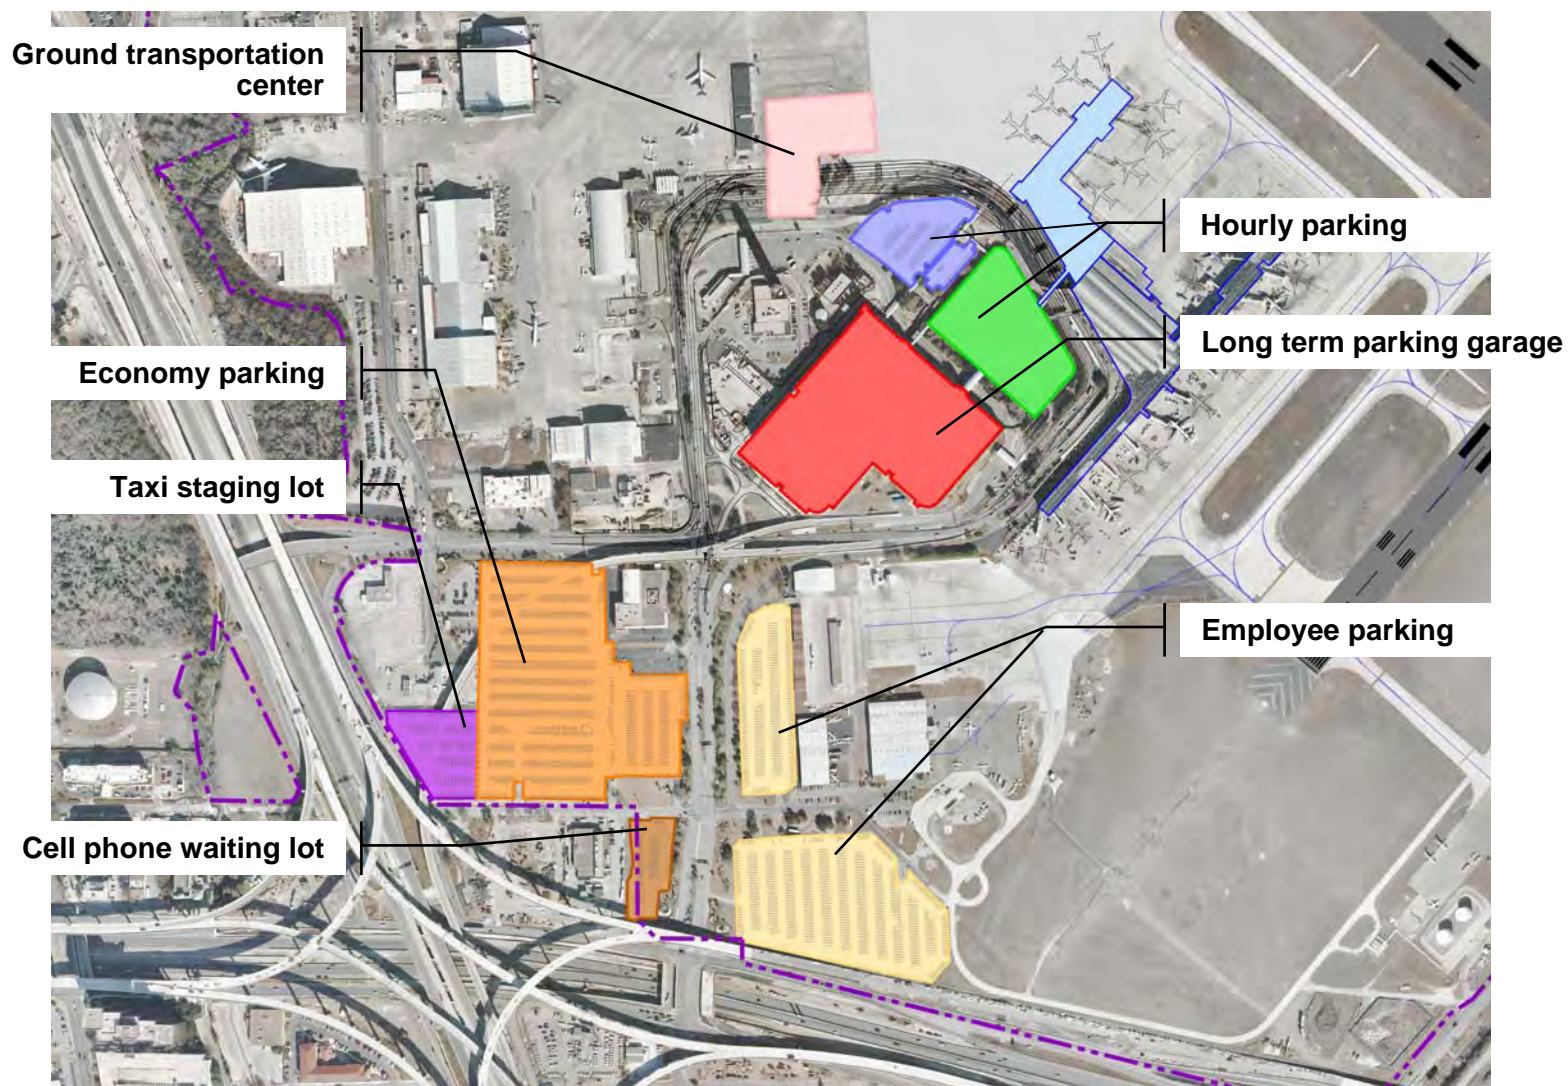 Ground transportation
center
Hourly parking
Long term parking garage
Economy parking
Taxi staging lot
Employee parking
Cell phone waiting lot